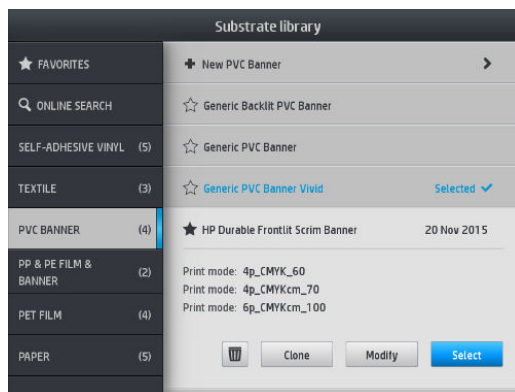 Substrate library
FAVORITES
ONLINE SEARCH
SELF-ADHESIVE VINYL (5)
TEXTILE (3)
PVC BANNER (4)
PP & PE FILM &
BANNER (2)
PET FILM (4)
PAPER (5)
New PVC Banner
Generic Backlit PVC Banner
Generic PVC Banner
Generic PVC Banner Vivid Selected
HP Durable Frontlit Scrim Banner 20 Nov 2015
Print mode: 4p_CMYK_60
Print mode: 4p_CMYKcm_70
Print mode: 6p_CMYKcm_100
Clone Modify Select